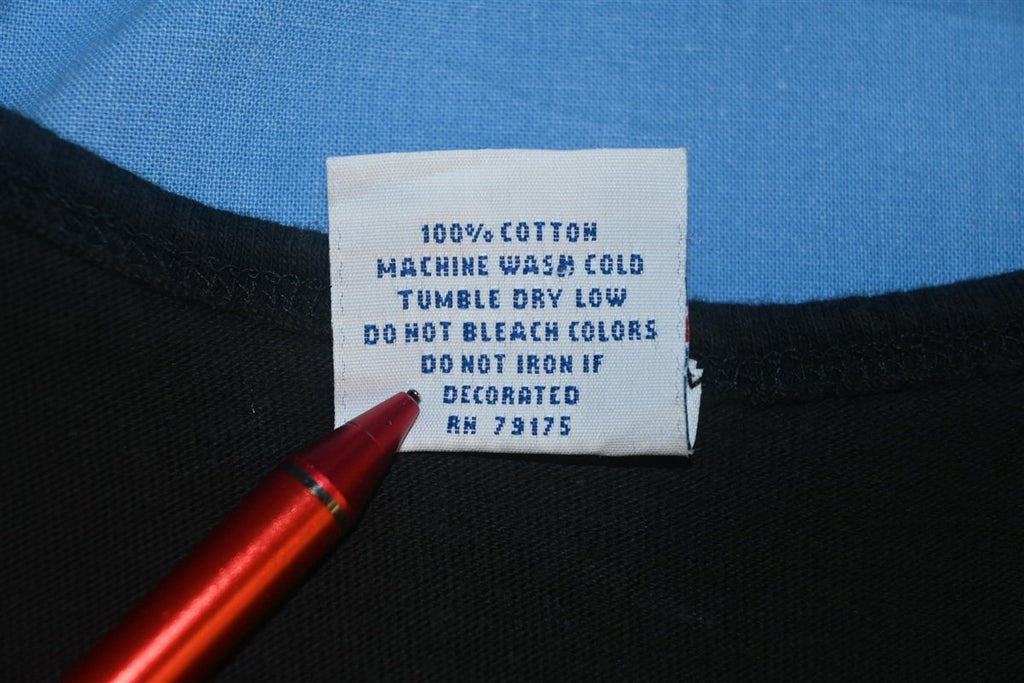 100% COTTON
MACHINE WASH COLD
TUMBLE DRY LOW
DO NOT BLEACH COLORS
DO NOT IRON IF
DECORATED
RN 79175